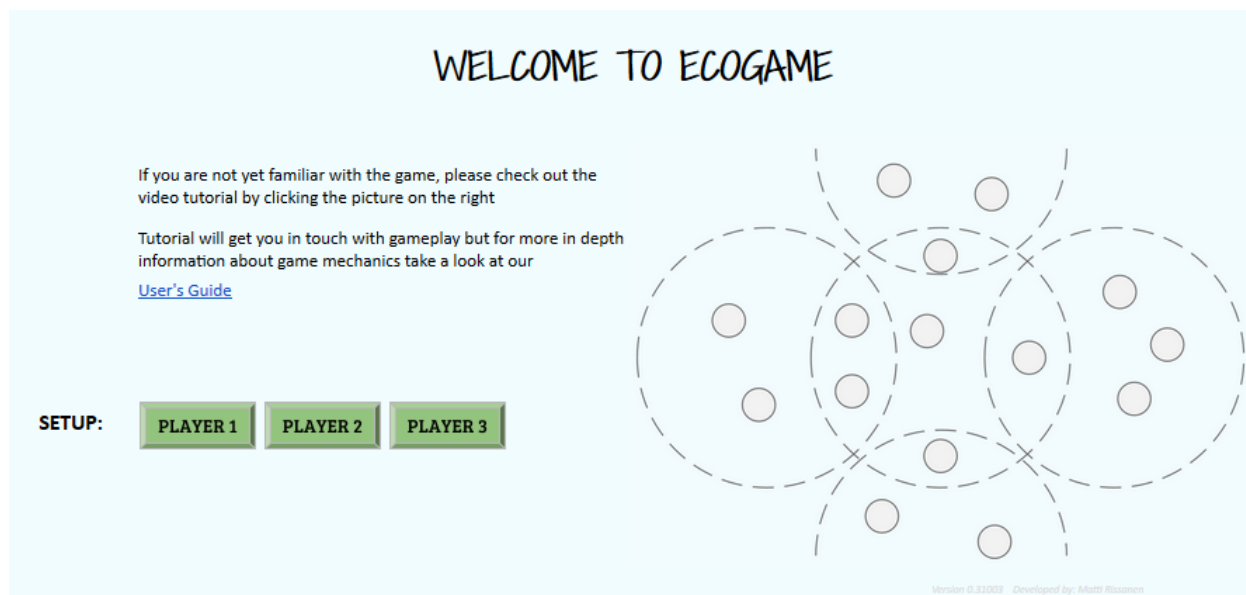 WELCOME TO ECOGAME
If you are not yet familiar with the game, please check out the
video tutorial by clicking the picture on the right
Tutorial will get you in touch with gameplay but for more in depth
information about game mechanics take a look at our
User's Guide
SETUP:
PLAYER 1
PLAYER 2
PLAYER 3
Version 0.31003 Developed by: Matti Rissanen